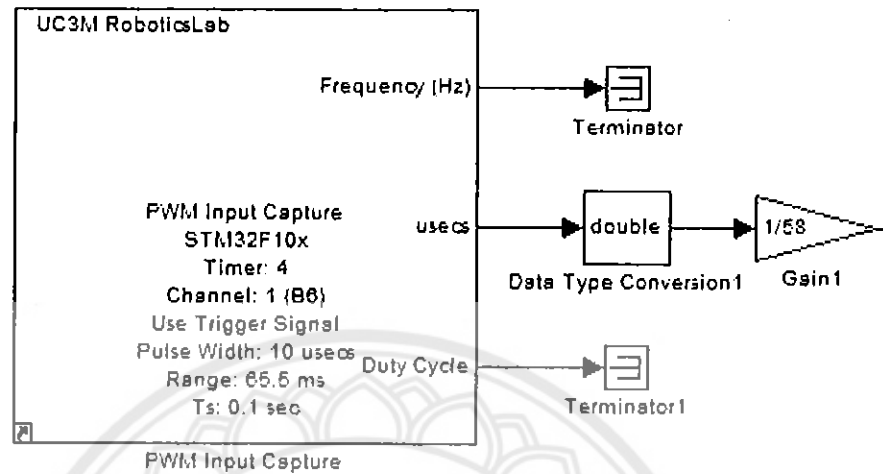 UC3M RoboticsLab
Frequency (Hz)
Terminator
PWM Input Capture
STM32F10x
Timer: 4
Channel: 1 (B6)
Use Trigger Signal
Pulse Width: 10 usecs
Range: 65.5 ms
Ts: 0.1 sec
usecs
double
Data Type Conversion1
1/58
Gain1
Duty Cycle
Terminator1
PWM Input Capture